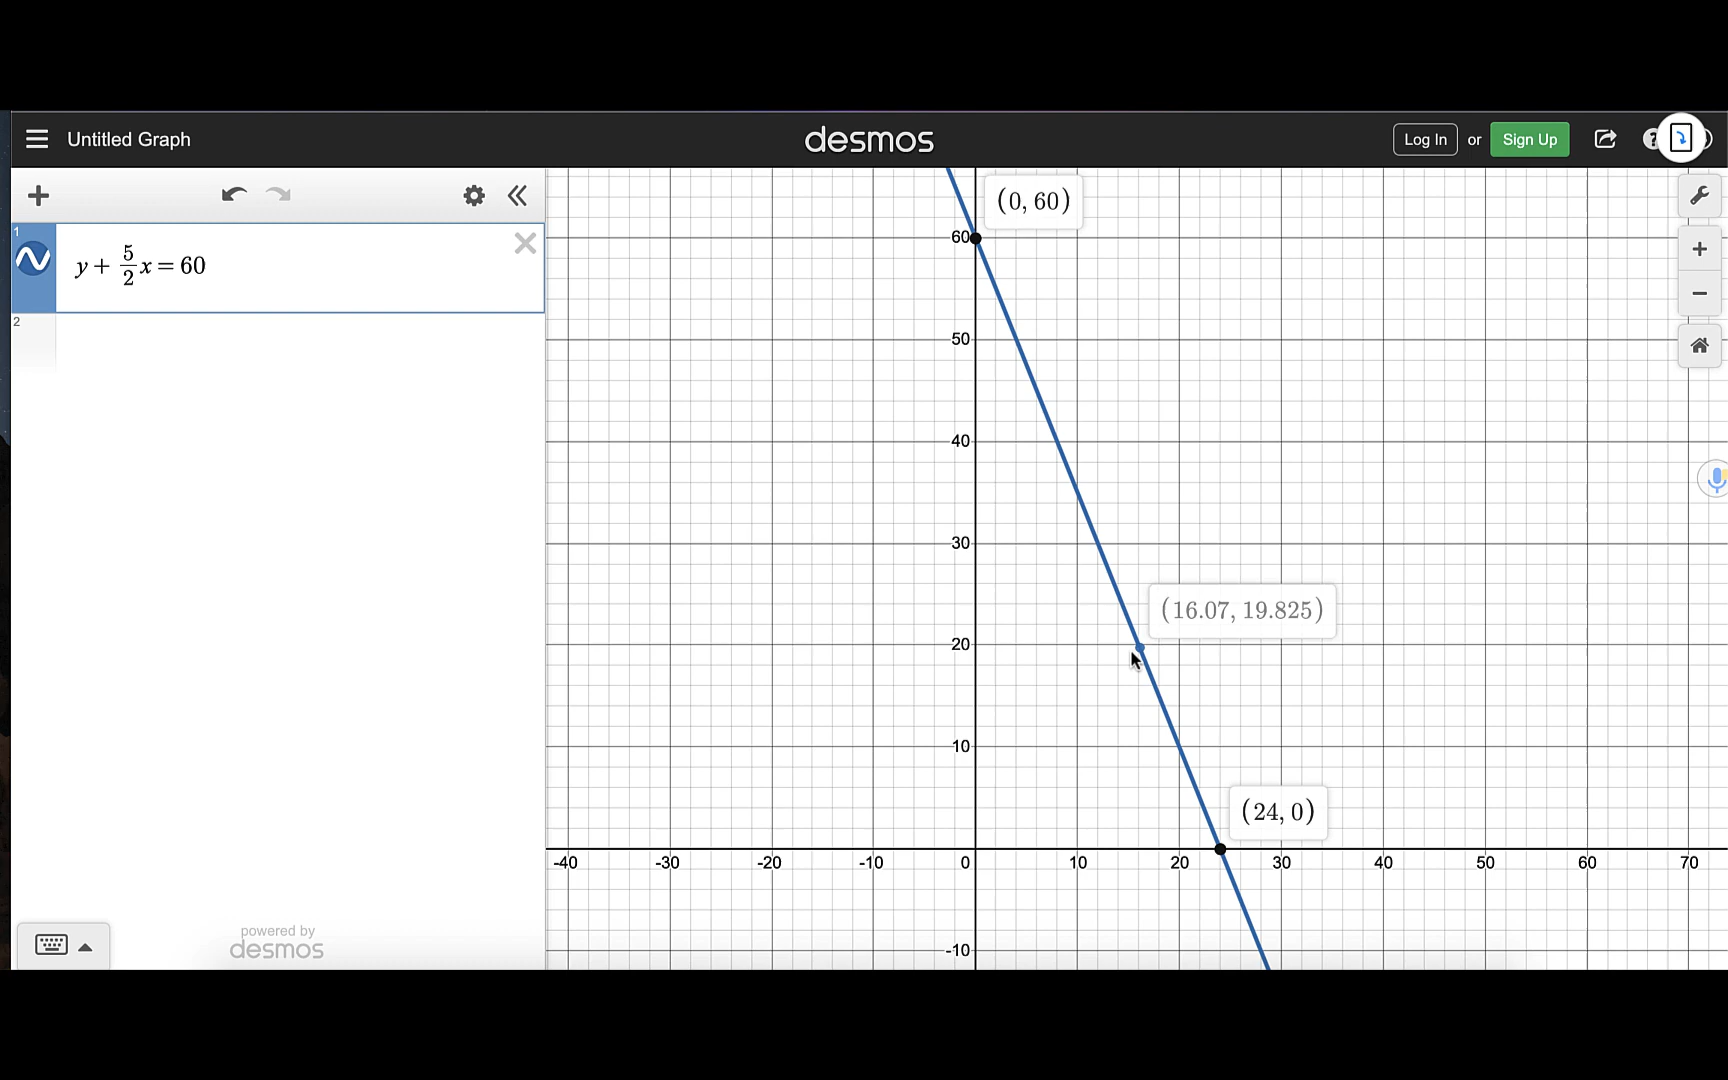 Untitled Graph
desmos
Log In or Sign Up
?
1
y + 5/2 x = 60
2
powered by
desmos
(0, 60)
(16.07, 19.825)
(24, 0)
60
50
40
30
20
10
-40 -30 -20 -10 0 10 20 30 40 50 60 70
-10